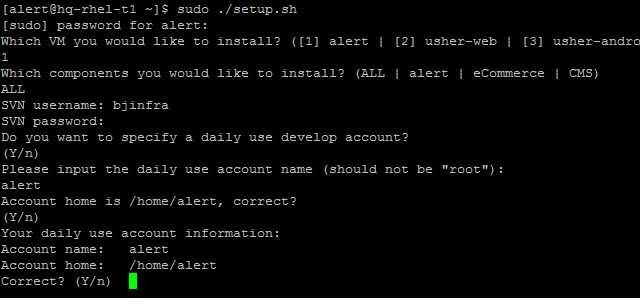 [alert@hq-rhel-t1 ~]$ sudo ./setup.sh
[sudo] password for alert:
Which VM you would like to install? ([1] alert | [2] usher-web | [3] usher-andro
1
Which components you would like to install? (ALL | alert | eCommerce | CMS)
ALL
SVN username: bjinfra
SVN password:
Do you want to specify a daily use develop account?
(Y/n)
Please input the daily use account name (should not be "root"):
alert
Account home is /home/alert, correct?
(Y/n)
Your daily use account information:
Account name:   alert
Account home:   /home/alert
Correct? (Y/n)